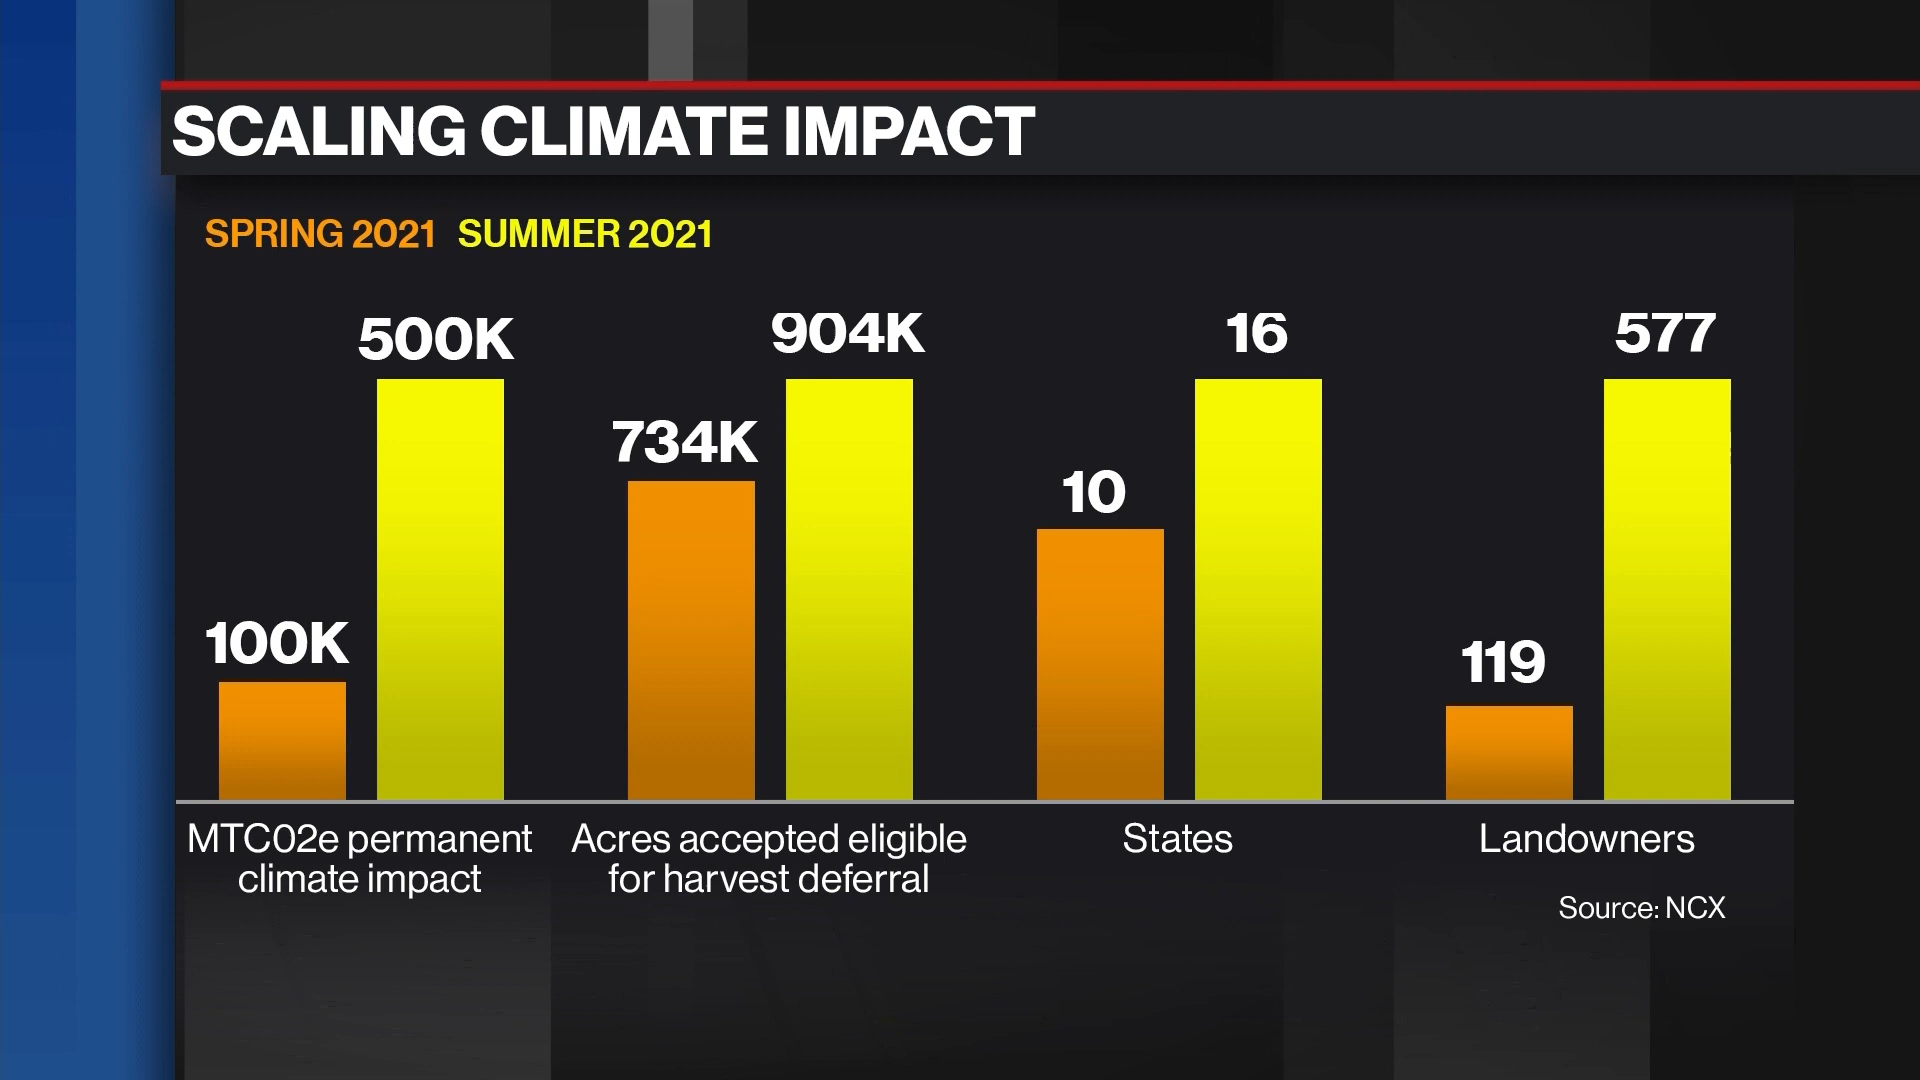 SCALING CLIMATE IMPACT
SPRING 2021 SUMMER 2021
100K
500K
734K
904K
10
16
119
577
MTC02e permanent
climate impact
Acres accepted eligible
for harvest deferral
States
Landowners
Source: NCX